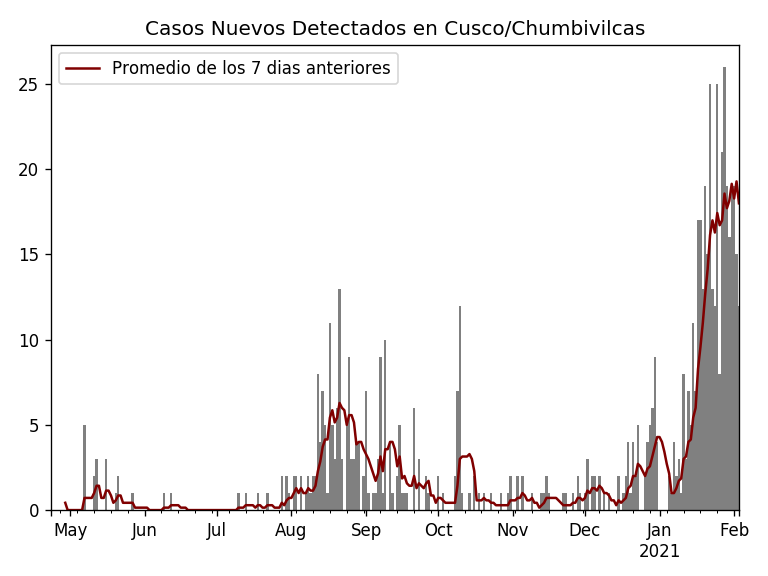 Casos Nuevos Detectados en Cusco/Chumbivilcas
Promedio de los 7 dias anteriores
25
20
15
10
5
0
May Jun Jul Aug Sep Oct Nov Dec Jan Feb
2021